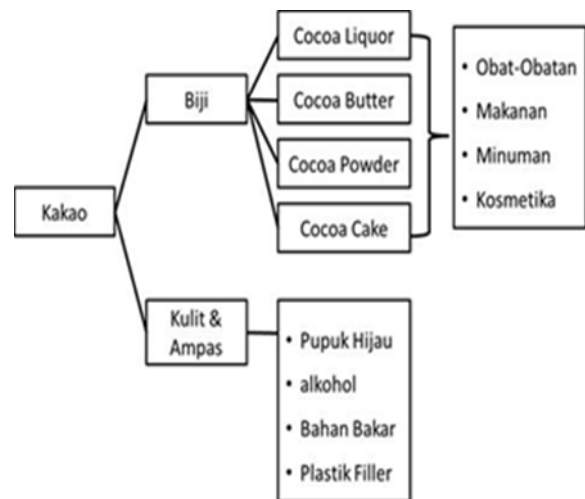 Kakao
Biji
Cocoa Liquor
Cocoa Butter
Cocoa Powder
Cocoa Cake
• Obat-Obatan
• Makanan
• Minuman
• Kosmetika
Kulit &
Ampas
• Pupuk Hijau
• alkohol
• Bahan Bakar
• Plastik Filler